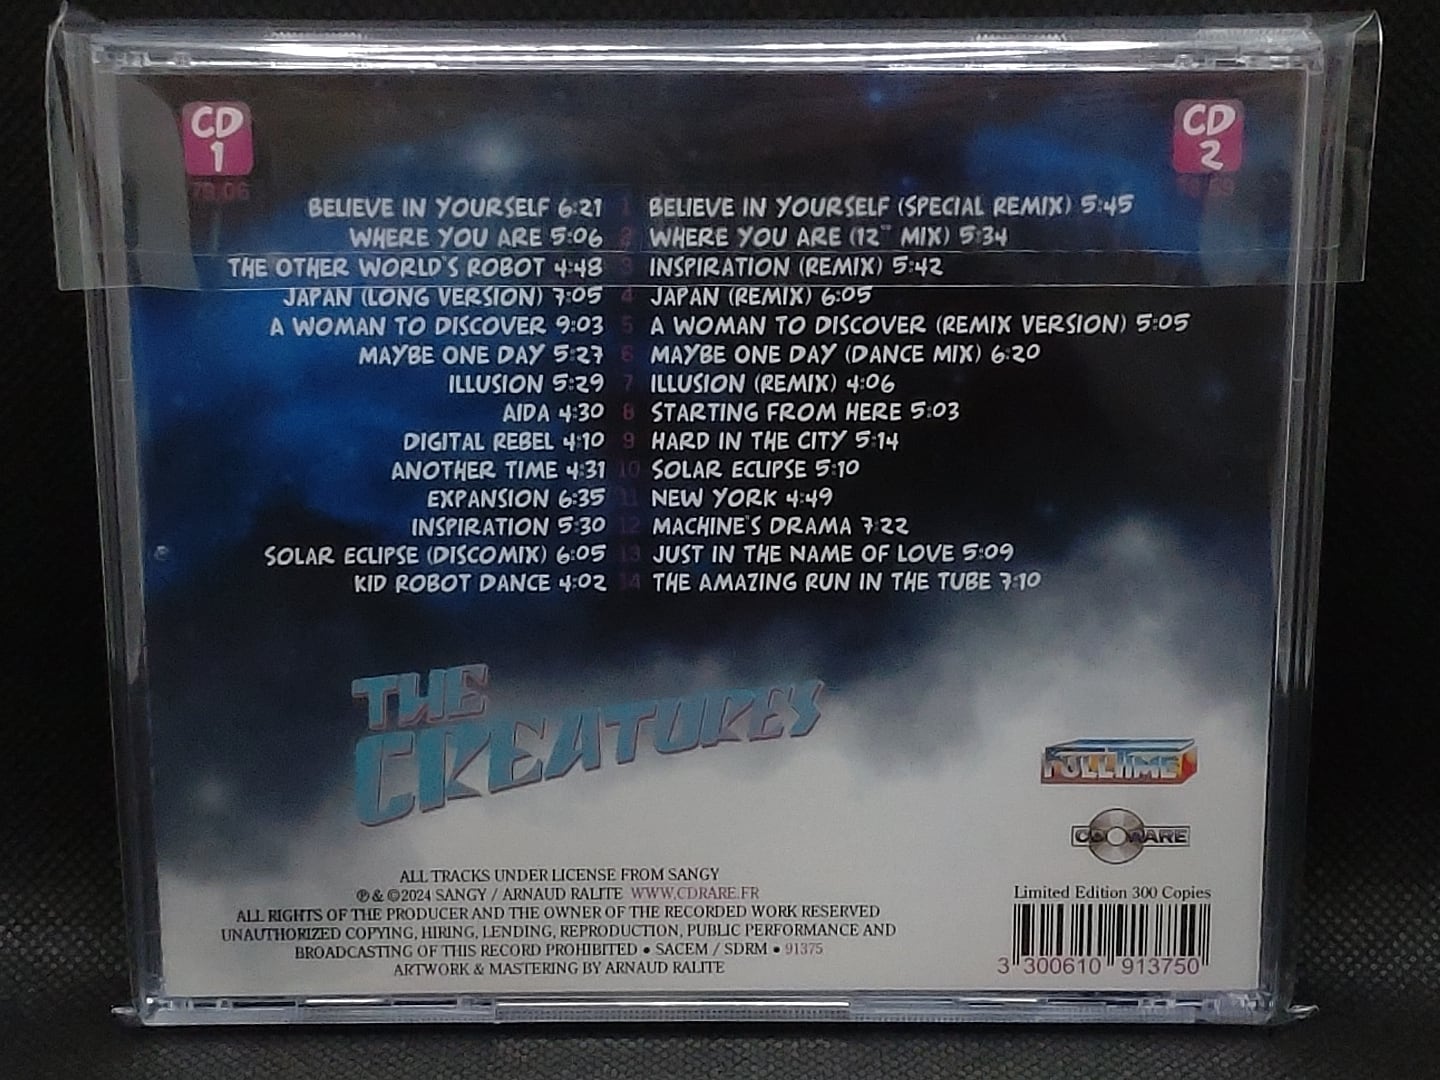 CD 1
78:06
BELIEVE IN YOURSELF 6:21
WHERE YOU ARE 5:06
THE OTHER WORLD'S ROBOT 4:48
JAPAN (LONG VERSION) 7:05
A WOMAN TO DISCOVER 9:03
MAYBE ONE DAY 5:27
ILLUSION 5:29
AIDA 4:30
DIGITAL REBEL 4:10
ANOTHER TIME 4:31
EXPANSION 6:35
INSPIRATION 5:30
SOLAR ECLIPSE (DISCOMIX) 6:05
KID ROBOT DANCE 4:02
1
2
3
4
5
6
7
8
9
10
11
12
13
14
CD 2
BELIEVE IN YOURSELF (SPECIAL REMIX) 5:45
WHERE YOU ARE (12" MIX) 5:34
INSPIRATION (REMIX) 5:42
JAPAN (REMIX) 6:05
A WOMAN TO DISCOVER (REMIX VERSION) 5:05
MAYBE ONE DAY (DANCE MIX) 6:20
ILLUSION (REMIX) 4:06
STARTING FROM HERE 5:03
HARD IN THE CITY 5:14
SOLAR ECLIPSE 5:10
NEW YORK 4:49
MACHINE'S DRAMA 7:22
JUST IN THE NAME OF LOVE 5:09
THE AMAZING RUN IN THE TUBE 7:10
THE
CREATURES
FULLTIME
CD RARE
ALL TRACKS UNDER LICENSE FROM SANGY
℗ & ©2024 SANGY / ARNAUD RALITE WWW.CDRARE.FR
ALL RIGHTS OF THE PRODUCER AND THE OWNER OF THE RECORDED WORK RESERVED
UNAUTHORIZED COPYING, HIRING, LENDING, REPRODUCTION, PUBLIC PERFORMANCE AND
BROADCASTING OF THIS RECORD PROHIBITED • SACEM / SDRM • 91375
ARTWORK & MASTERING BY ARNAUD RALITE
Limited Edition 300 Copies
3 300610 913750